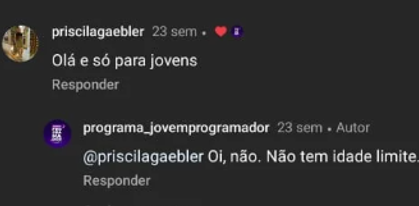 priscilagaebler 23 sem •
Olá e só para jovens
Responder
programa_jovemprogramador 23 sem • Autor
@priscilagaebler Oi, não. Não tem idade limite.
Responder